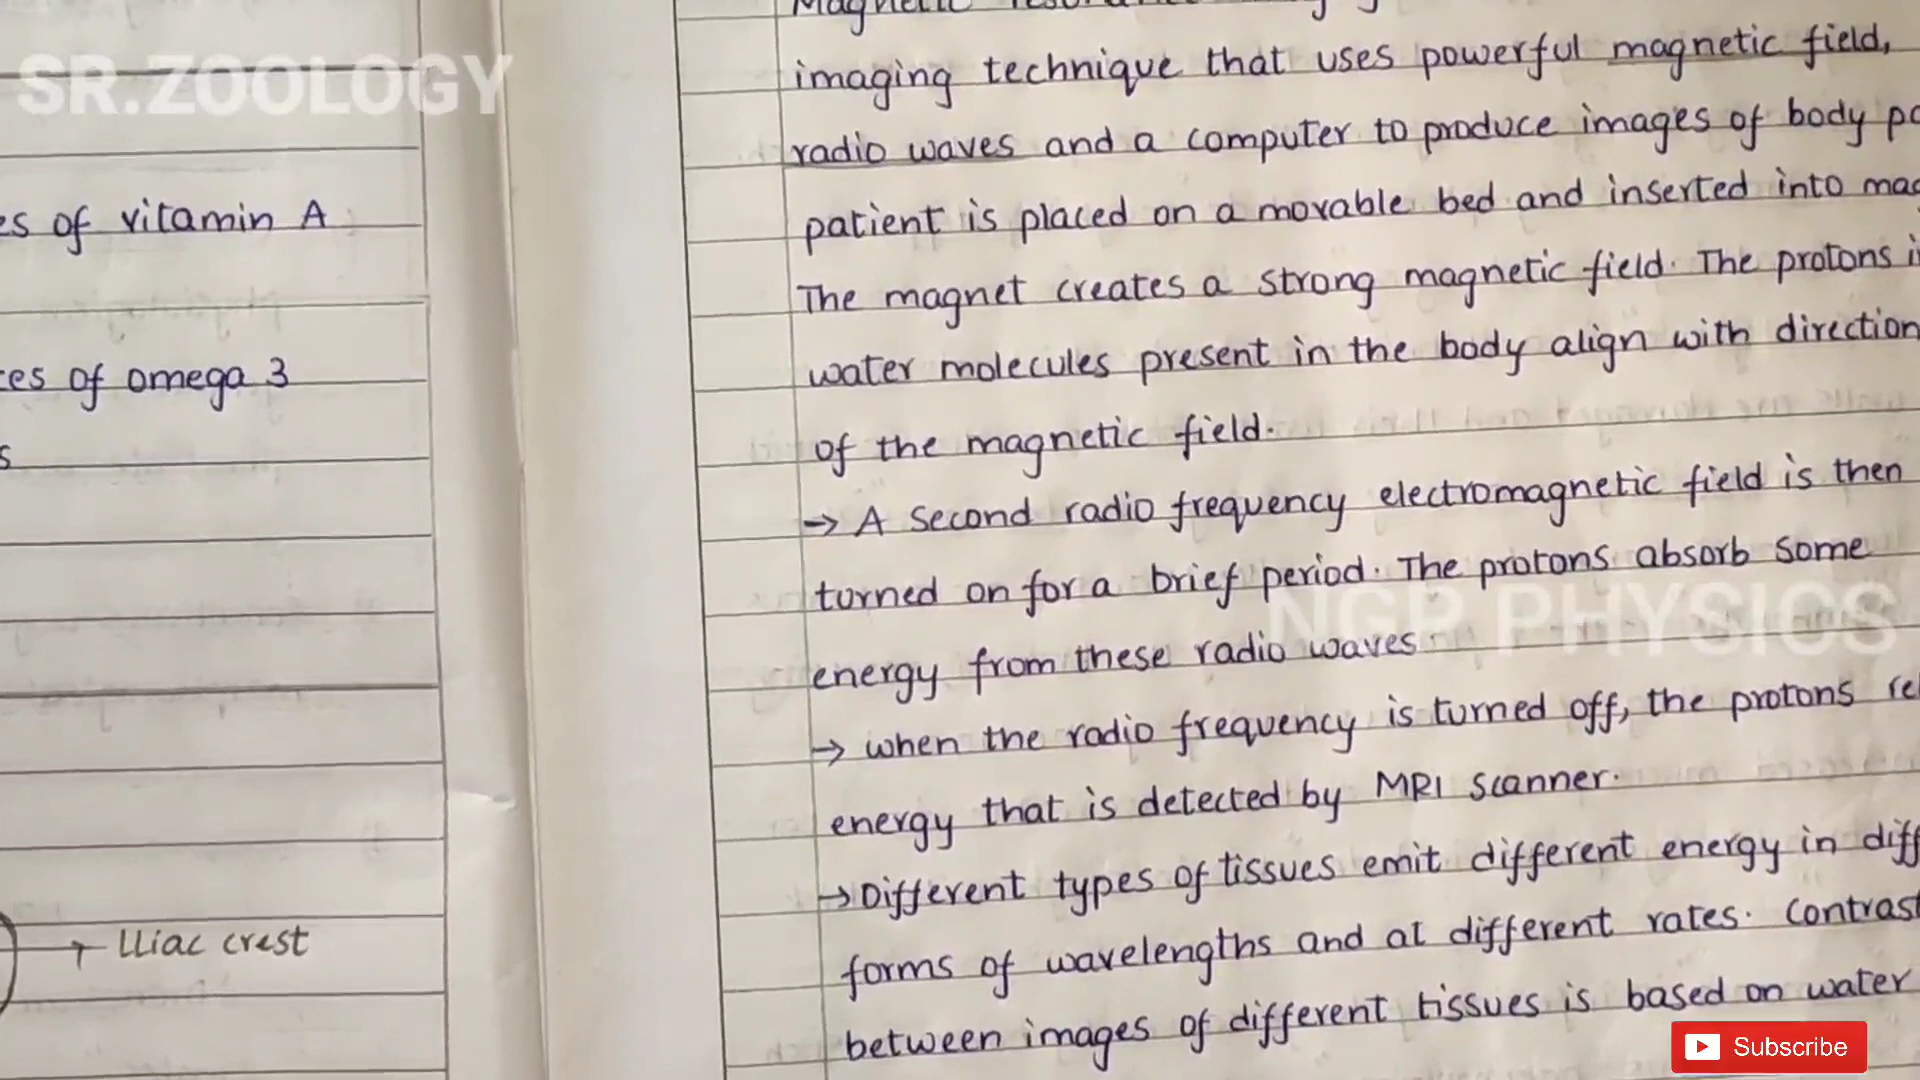 SR.ZOOLOGY
of vitamin A
of omega 3
lliac crest
Magnetic
imaging technique that uses powerful magnetic field,
radio waves and a computer to produce images of body
patient is placed on a movable bed and inserted into
The magnet creates a strong magnetic field. The protons
water molecules present in the body align with direction
of the magnetic field.
→ A second radio frequency electromagnetic field is then
turned on for a brief period. The protons absorb some
NGP PHYSICS
energy from these radio waves
→ when the radio frequency is turned off, the protons
energy that is detected by MRI scanner.
→ Different types of tissues emit different energy in
forms of wavelengths and at different rates. contrast
between images of different tissues is based on water
Subscribe